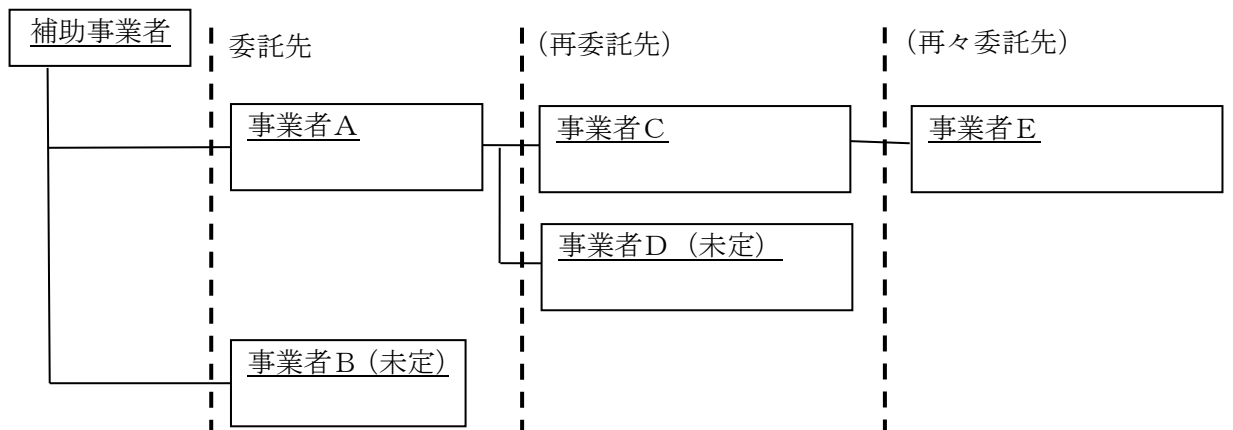 補助事業者
委託先
（再委託先）
（再々委託先）
事業者A
事業者C
事業者E
事業者D（未定）
事業者B（未定）